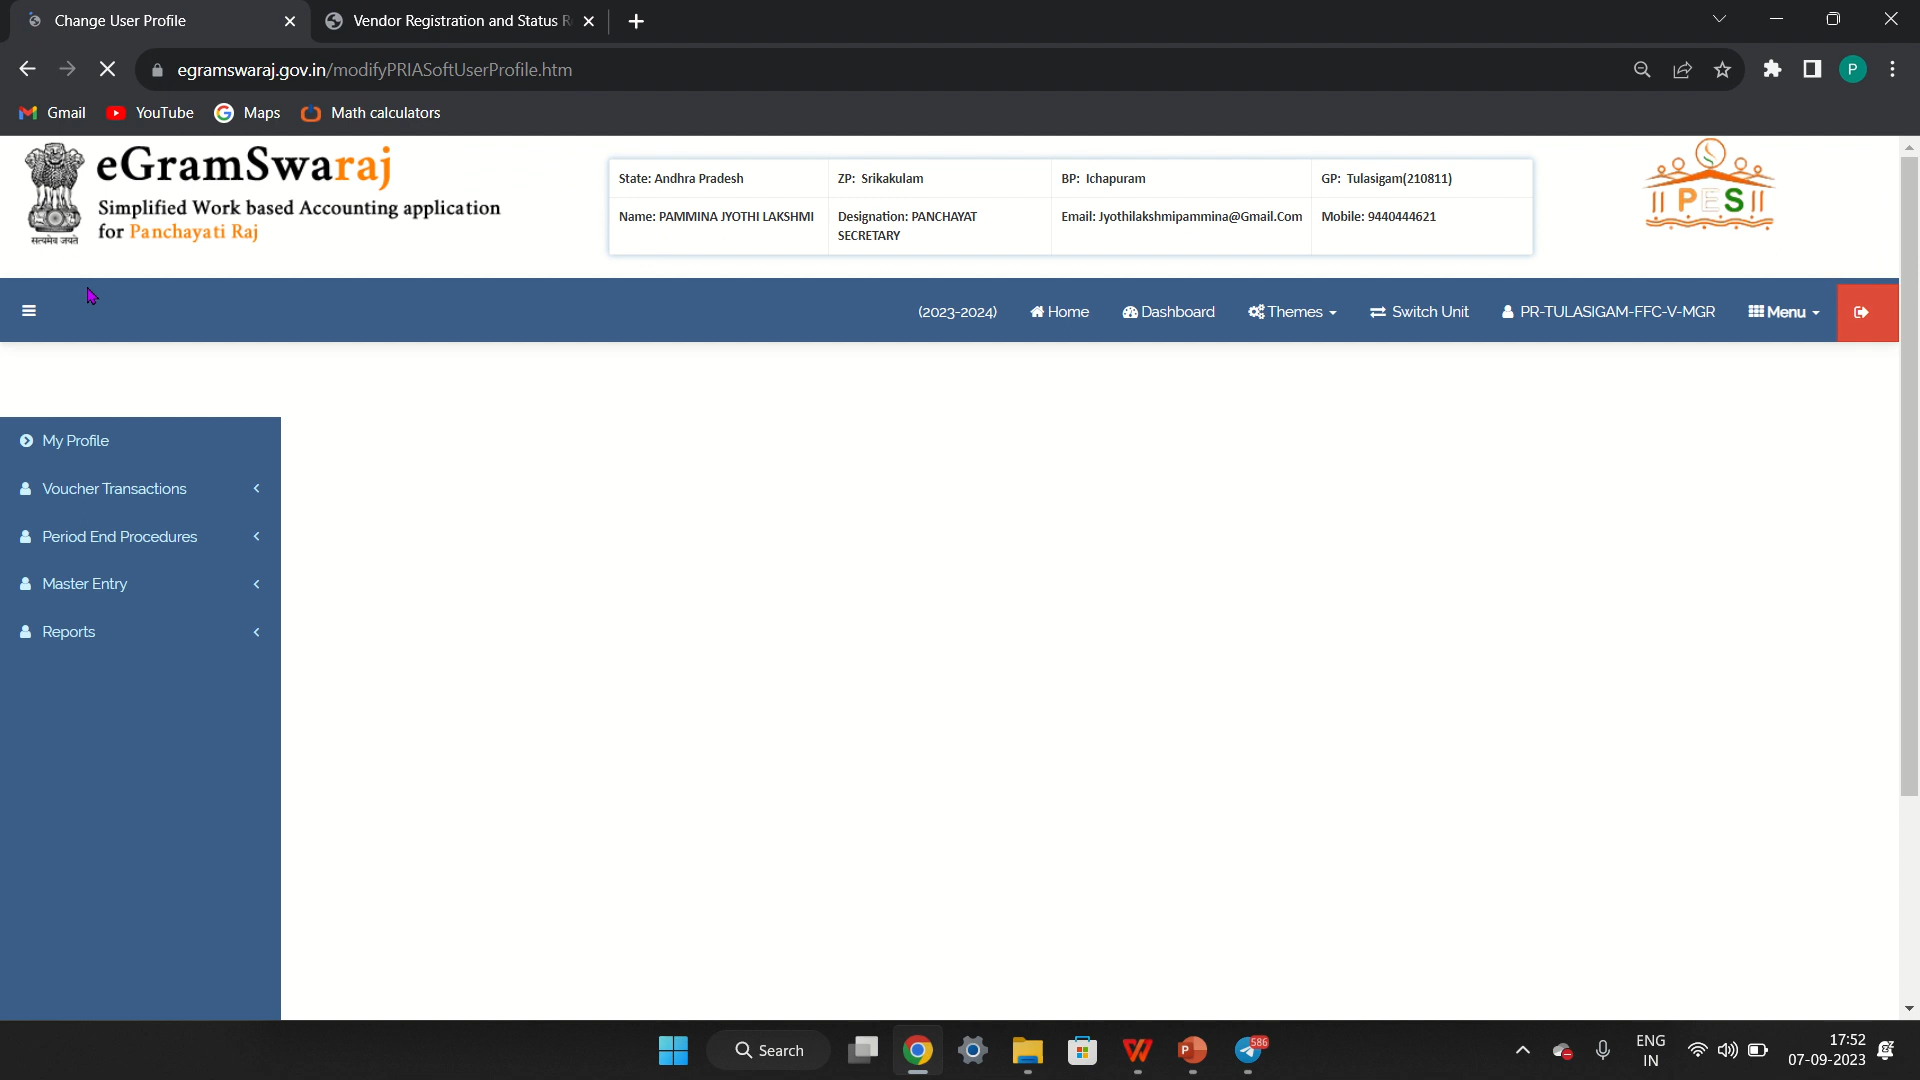 Change User Profile
Vendor Registration and Status R
egramswaraj.gov.in/modifyPRIASoftUserProfile.htm
P
Gmail
YouTube
Maps
Math calculators
सत्यमेव जयते
eGramSwaraj
Simplified Work based Accounting application
for Panchayati Raj
State: Andhra Pradesh
ZP: Srikakulam
BP: Ichapuram
GP: Tulasigam(210811)
Name: PAMMINA JYOTHI LAKSHMI
Designation: PANCHAYAT
SECRETARY
Email: Jyothilakshmipammina@Gmail.Com
Mobile: 9440444621
PES
(2023-2024)
Home
Dashboard
Themes
Switch Unit
PR-TULASIGAM-FFC-V-MGR
Menu
My Profile
Voucher Transactions
Period End Procedures
Master Entry
Reports
Search
P
586
ENG
IN
17:52
07-09-2023